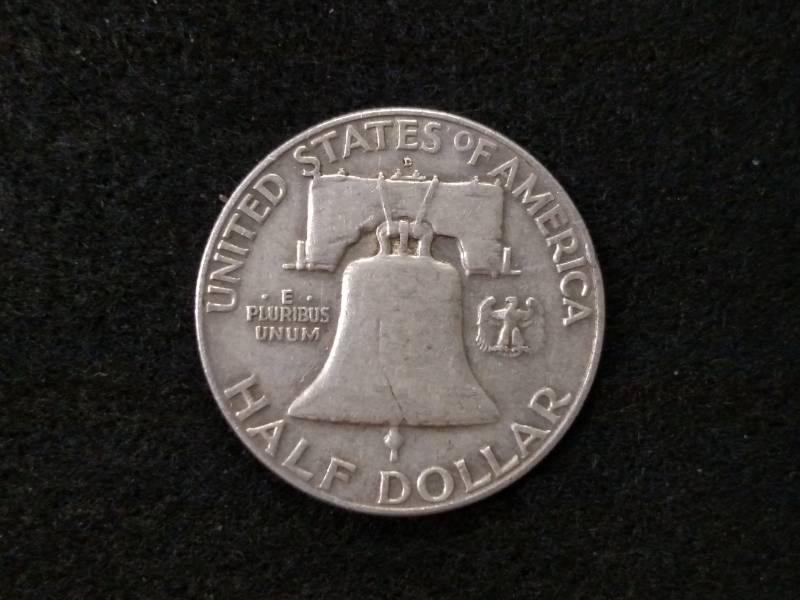 UNITED STATES OF AMERICA
D
· E ·
PLURIBUS
UNUM
HALF DOLLAR